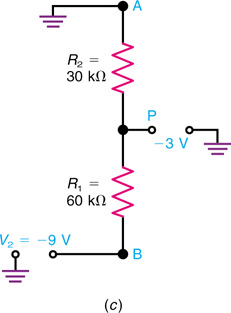 A
R₂ =
30 kΩ
P
−3 V
R₁ =
60 kΩ
V₂ = −9 V
B
(c)